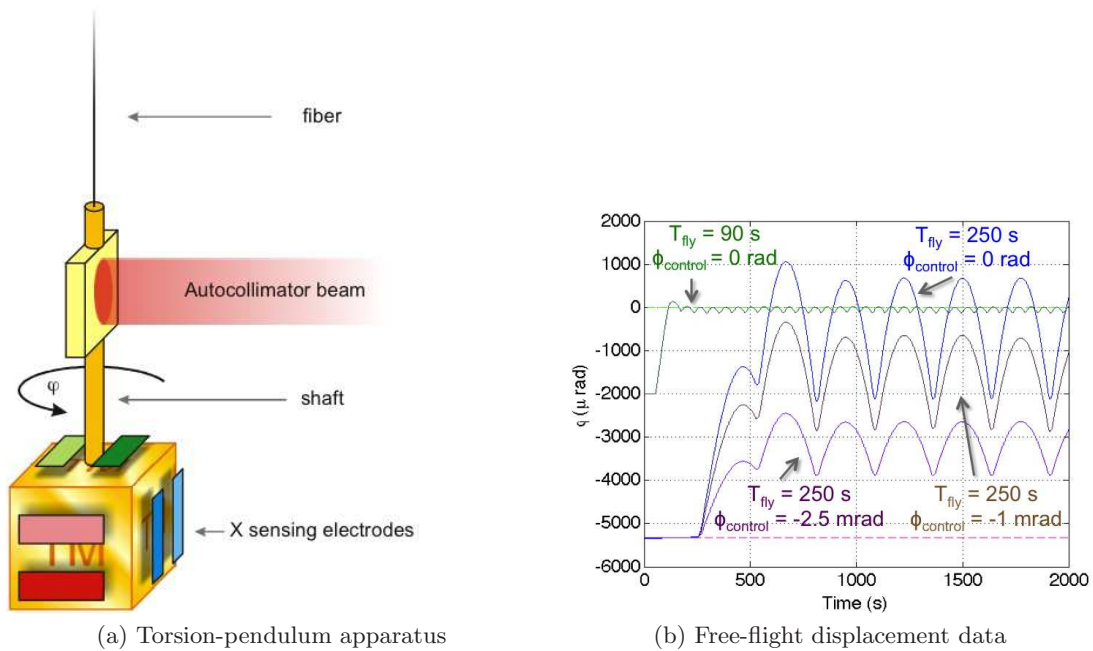 fiber
Autocollimator beam
φ
shaft
X sensing electrodes
TM
(a) Torsion-pendulum apparatus
2000
1000
0
-1000
-2000
-3000
-4000
-5000
-6000
φ (μ rad)
T_fly = 90 s
ϕ_control = 0 rad
T_fly = 250 s
ϕ_control = 0 rad
T_fly = 250 s
ϕ_control = -2.5 mrad
T_fly = 250 s
ϕ_control = -1 mrad
0 500 1000 1500 2000
Time (s)
(b) Free-flight displacement data